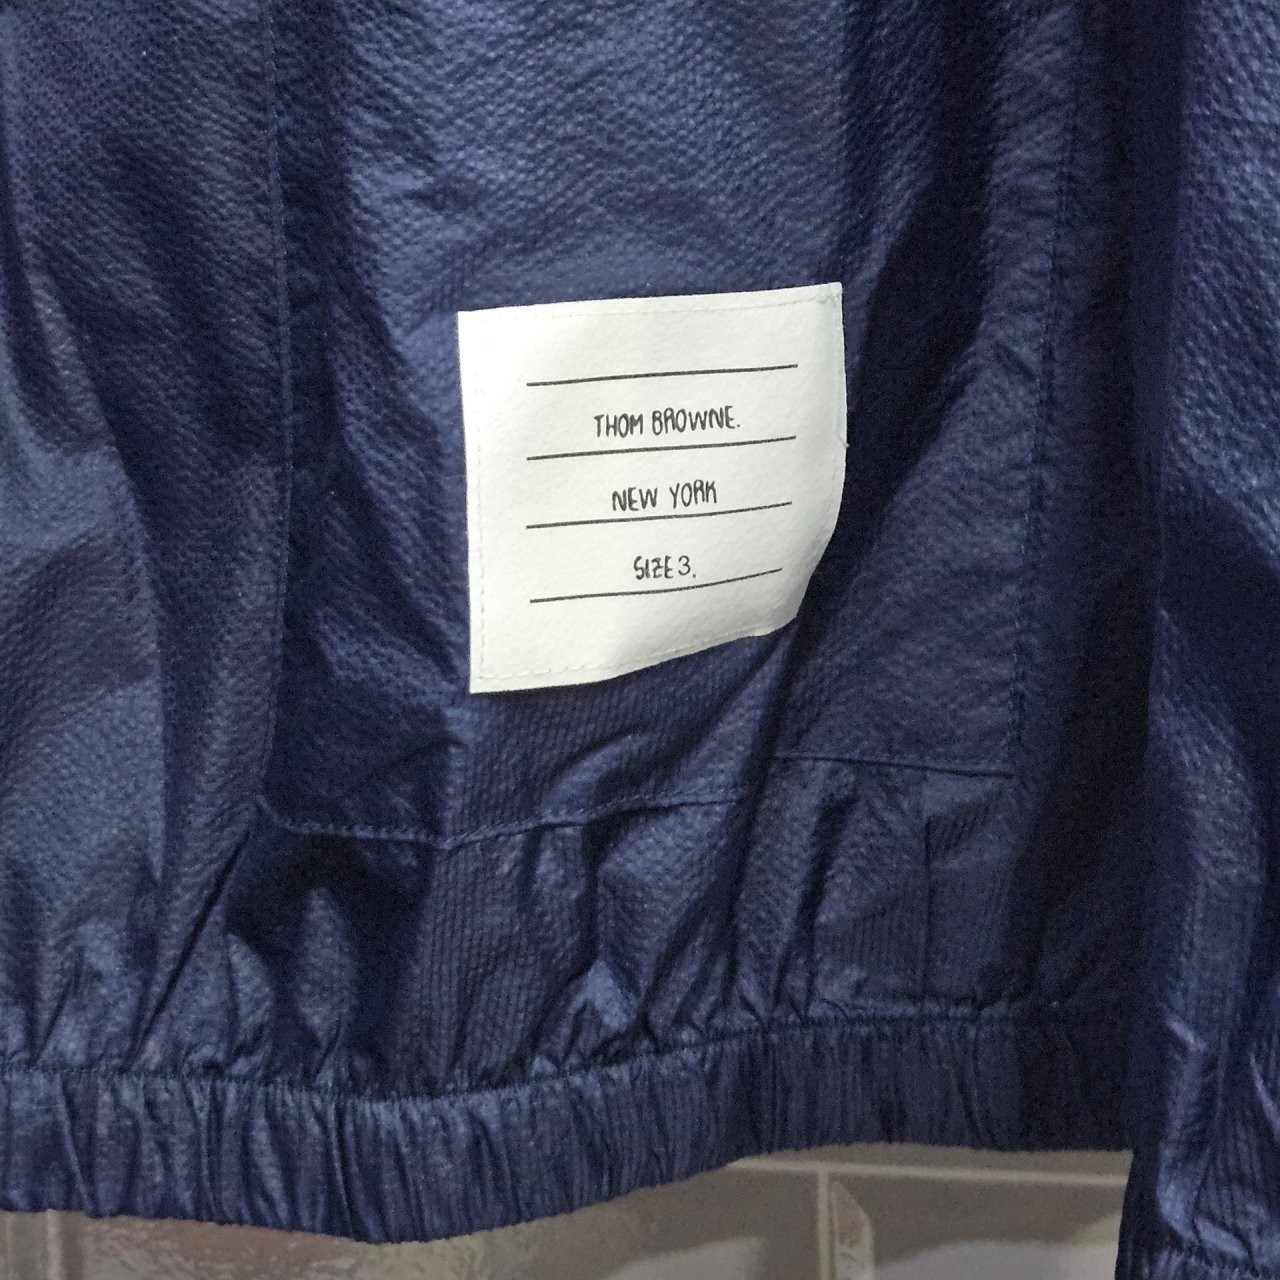 THOM BROWNE.
NEW YORK
SIZE 3.